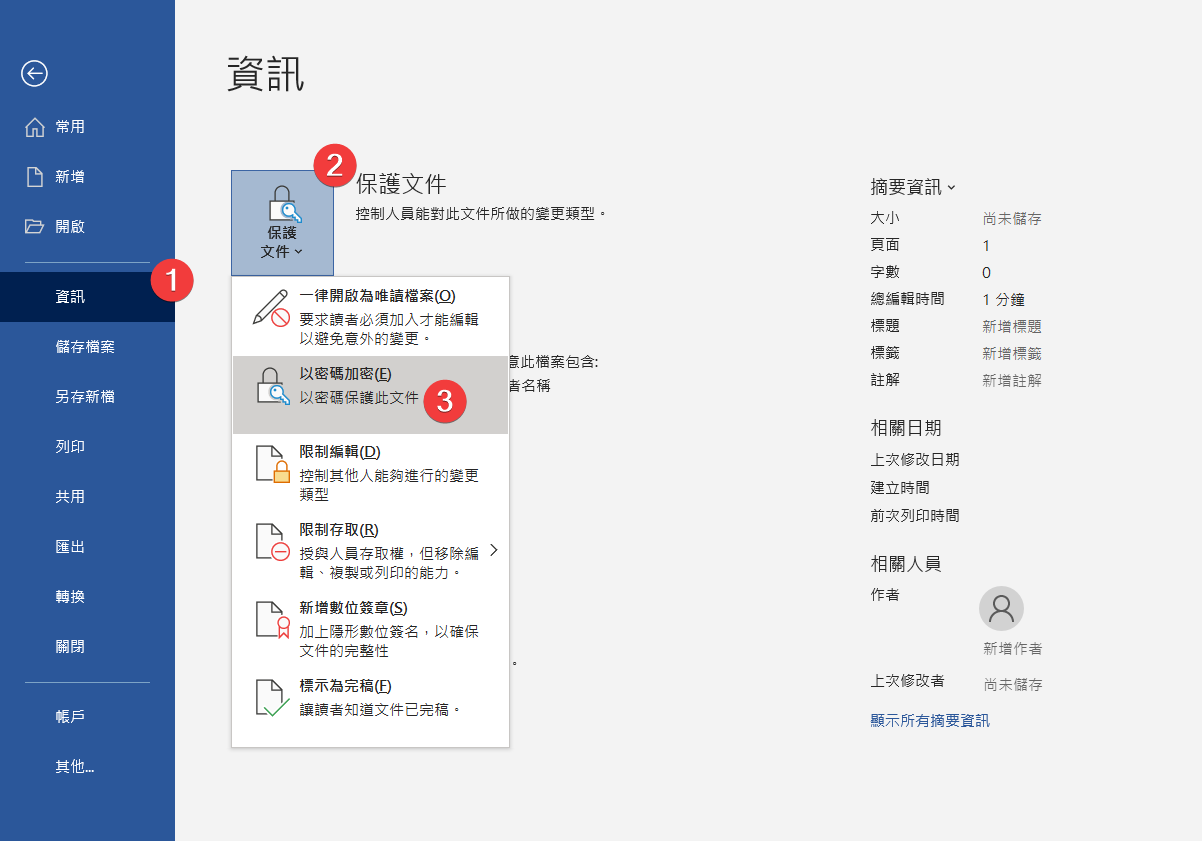 常用
新增
開啟
資訊
1
儲存檔案
另存新檔
列印
共用
匯出
轉換
關閉
帳戶
其他...
資訊
保護
文件
2
保護文件
控制人員能對此文件所做的變更類型。
一律開啟為唯讀檔案(O)
要求讀者必須加入才能編輯
以避免意外的變更。
以密碼加密(E)
以密碼保護此文件
3
限制編輯(D)
控制其他人能夠進行的變更
類型
限制存取(R)
授與人員存取權，但移除編
輯、複製或列印的能力。
新增數位簽章(S)
加上隱形數位簽名，以確保
文件的完整性
標示為完稿(F)
讓讀者知道文件已完稿。
意此檔案包含:
者名稱
。
摘要資訊
大小 尚未儲存
頁面 1
字數 0
總編輯時間 1 分鐘
標題 新增標題
標籤 新增標籤
註解 新增註解
相關日期
上次修改日期
建立時間
前次列印時間
相關人員
作者
新增作者
上次修改者 尚未儲存
顯示所有摘要資訊